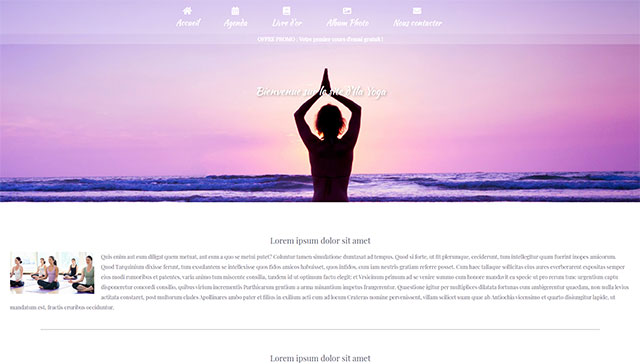 Accueil Agenda Livre d'or Album Photo Nous contacter
OFFRE PROMO : Votre premier cours d'essai gratuit !
Bienvenue sur le site d'Ila Yoga
Lorem ipsum dolor sit amet
Quis enim aut eum diligat quem metuat, aut eum a quo se metui putet? Coluntur tamen simulatione dumtaxat ad tempus. Quod si forte, ut fit plerumque, ceciderunt, tum intellegitur quam fuerint inopes amicorum.
Quod Tarquinium dixisse ferunt, tum exsulantem se intellexisse quos fidos amicos habuisset, quos infidos, cum iam neutris gratiam referre posset. Cum haec taliaque sollicitas eius aures everberarent expositas semper
eius modi rumoribus et patentes, varia animo tum miscente consilia, tandem id ut optimum factu elegit: et Vrsicinum primum ad se venire summo cum honore mandavit ea specie ut pro rerum tunc urgentium captu
disponeretur concordi consilio, quibus virium incrementis Parthicarum gentium a arma minantium impetus frangerentur. Quaestione igitur per multiplices dilatata fortunas cum ambigerentur quaedam, non nulla levius
actitata constaret, post multorum clades Apollinares ambo pater et filius in exilium acti cum ad locum Crateras nomine pervenissent, villam scilicet suam quae ab Antiochia vicensimo et quarto disiungitur lapide, ut
mandatum est, fractis cruribus occiduntur.
Lorem ipsum dolor sit amet